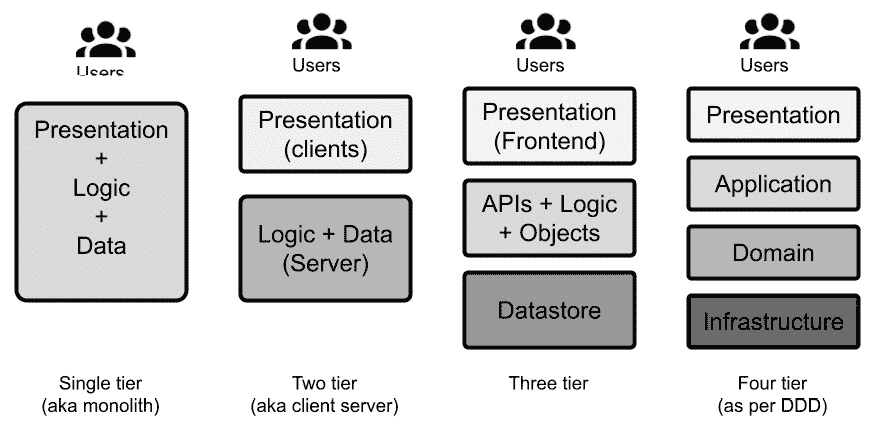 Users
Presentation
+
Logic
+
Data
Single tier
(aka monolith)
Users
Presentation
(clients)
Logic + Data
(Server)
Two tier
(aka client server)
Users
Presentation
(Frontend)
APIs + Logic
+ Objects
Datastore
Three tier
Users
Presentation
Application
Domain
Infrastructure
Four tier
(as per DDD)